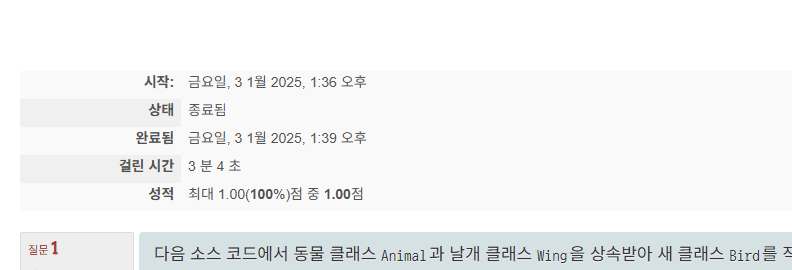 시작: 금요일, 3 1월 2025, 1:36 오후
상태 종료됨
완료됨 금요일, 3 1월 2025, 1:39 오후
걸린 시간 3 분 4 초
성적 최대 1.00(100%)점 중 1.00점
질문 1
다음 소스 코드에서 동물 클래스 Animal과 날개 클래스 Wing을 상속받아 새 클래스 Bird를